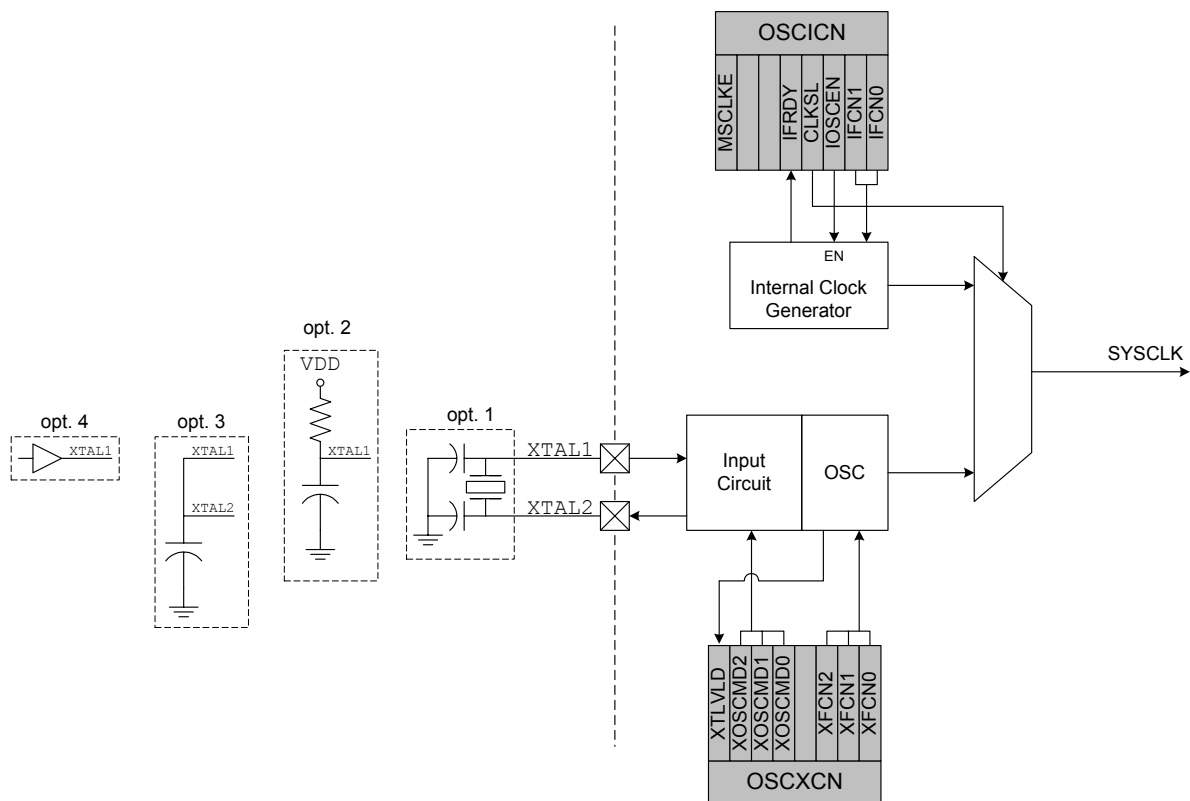 OSCICN
MSCLKE
IFRDY
CLKSL
IOSCEN
IFCN1
IFCN0
EN
Internal Clock
Generator
SYSCLK
opt. 4
XTAL1
opt. 3
XTAL1
XTAL2
opt. 2
VDD
XTAL1
opt. 1
XTAL1
XTAL2
Input
Circuit
OSC
XTLVLD
XOSCMD2
XOSCMD1
XOSCMD0
XFCN2
XFCN1
XFCN0
OSCXCN